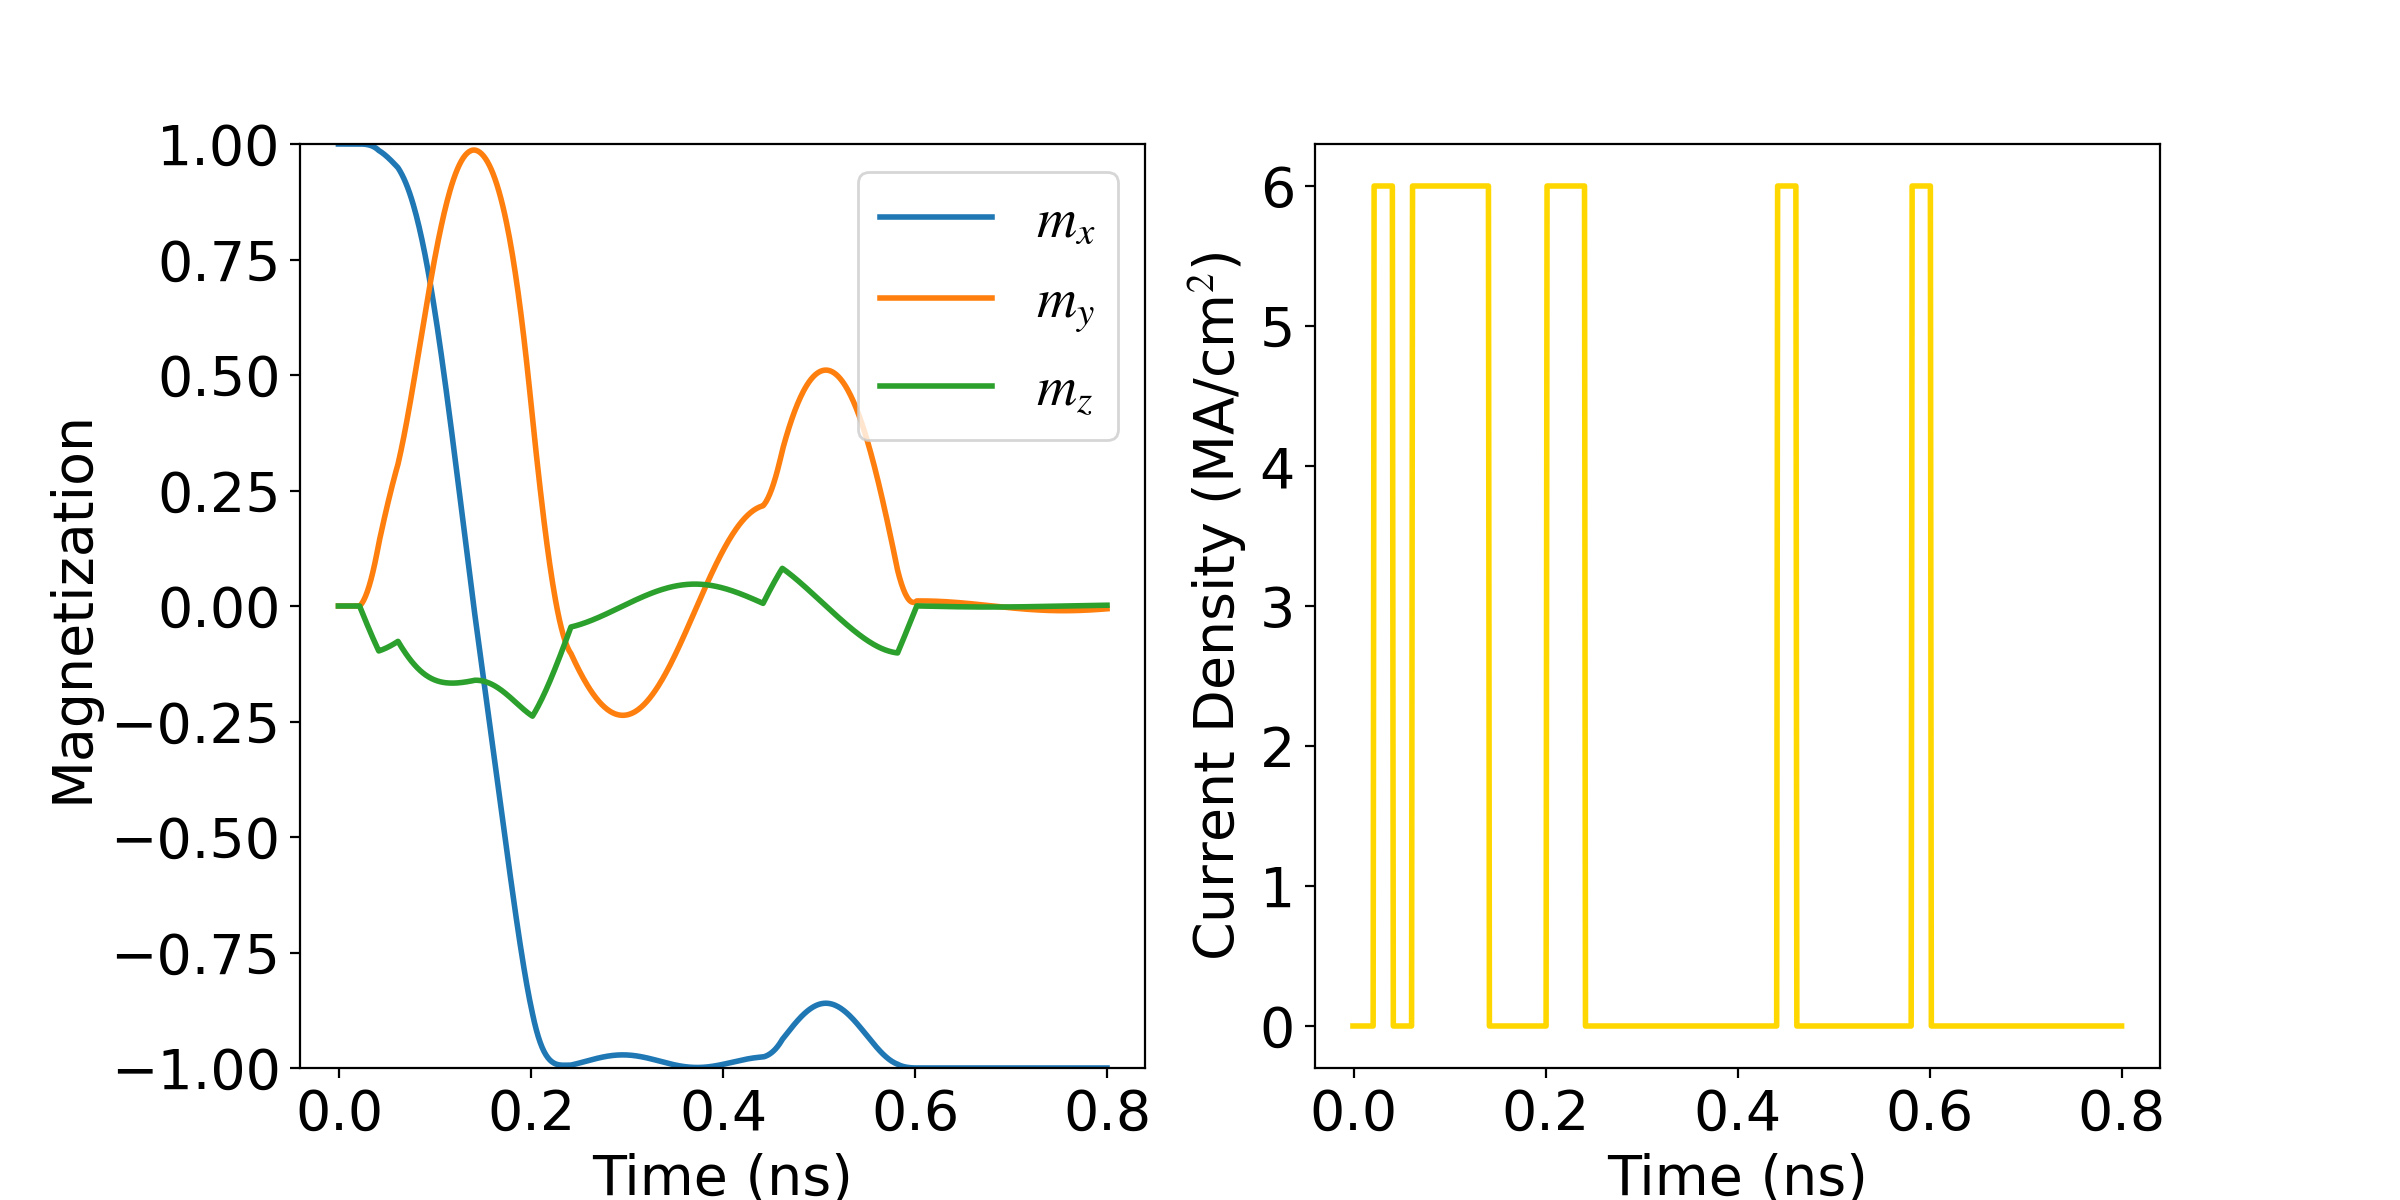 1.00
0.75
0.50
0.25
0.00
−0.25
−0.50
−0.75
−1.00
Magnetization
0.0 0.2 0.4 0.6 0.8
Time (ns)
mₓ
m_y
m_z
6
5
4
3
2
1
0
Current Density (MA/cm²)
0.0 0.2 0.4 0.6 0.8
Time (ns)